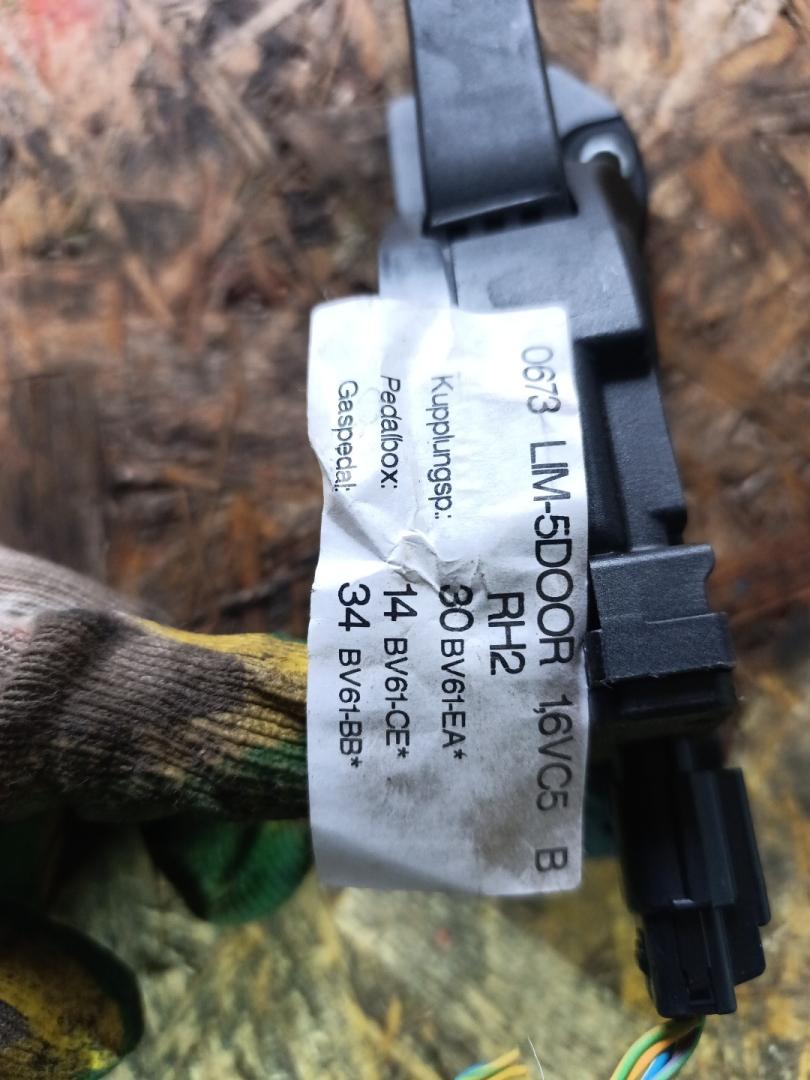 0673 LIM-5DOOR 1,6VC5 B
RH2
Kupplungsp.: 30 BV61-EA*
Pedalbox: 14 BV61-CE*
Gaspedal: 34 BV61-BB*